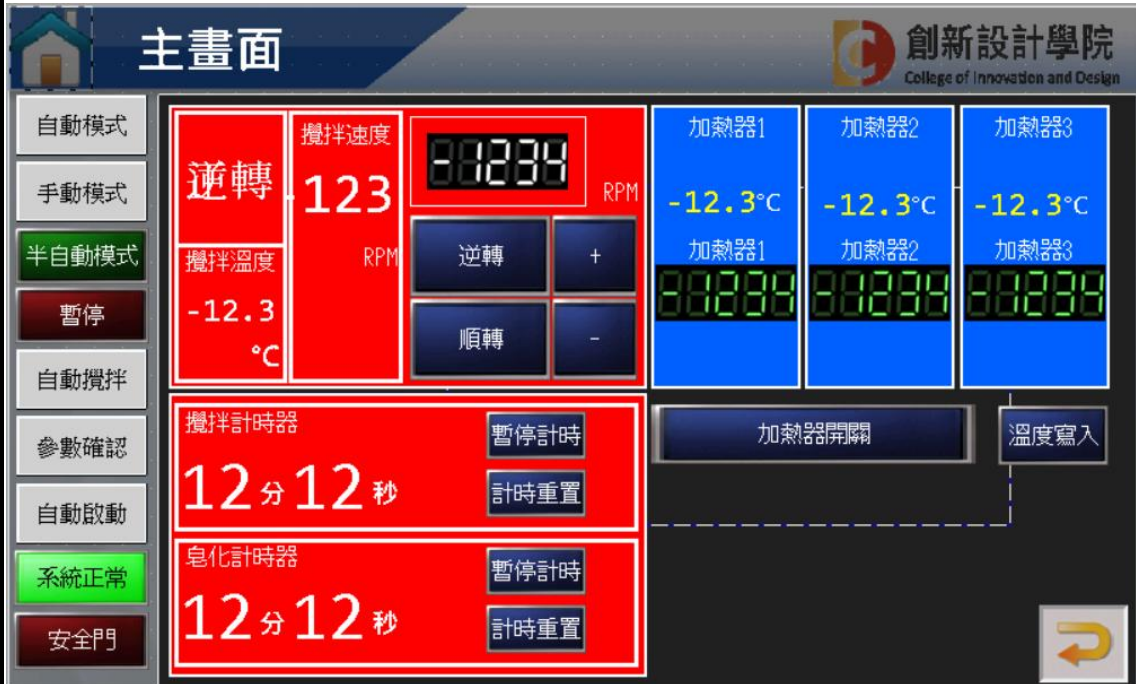 主畫面
創新設計學院
College of Innovation and Design
自動模式
手動模式
半自動模式
暫停
自動攪拌
參數確認
自動啟動
系統正常
安全門
逆轉
攪拌速度
-123
RPM
攪拌溫度
-12.3
°C
-1234
RPM
逆轉
+
順轉
-
加熱器1
-12.3°C
加熱器1
-1234
加熱器2
-12.3°C
加熱器2
-1234
加熱器3
-12.3°C
加熱器3
-1234
攪拌計時器
12分12秒
暫停計時
計時重置
皂化計時器
12分12秒
暫停計時
計時重置
加熱器開關
溫度寫入